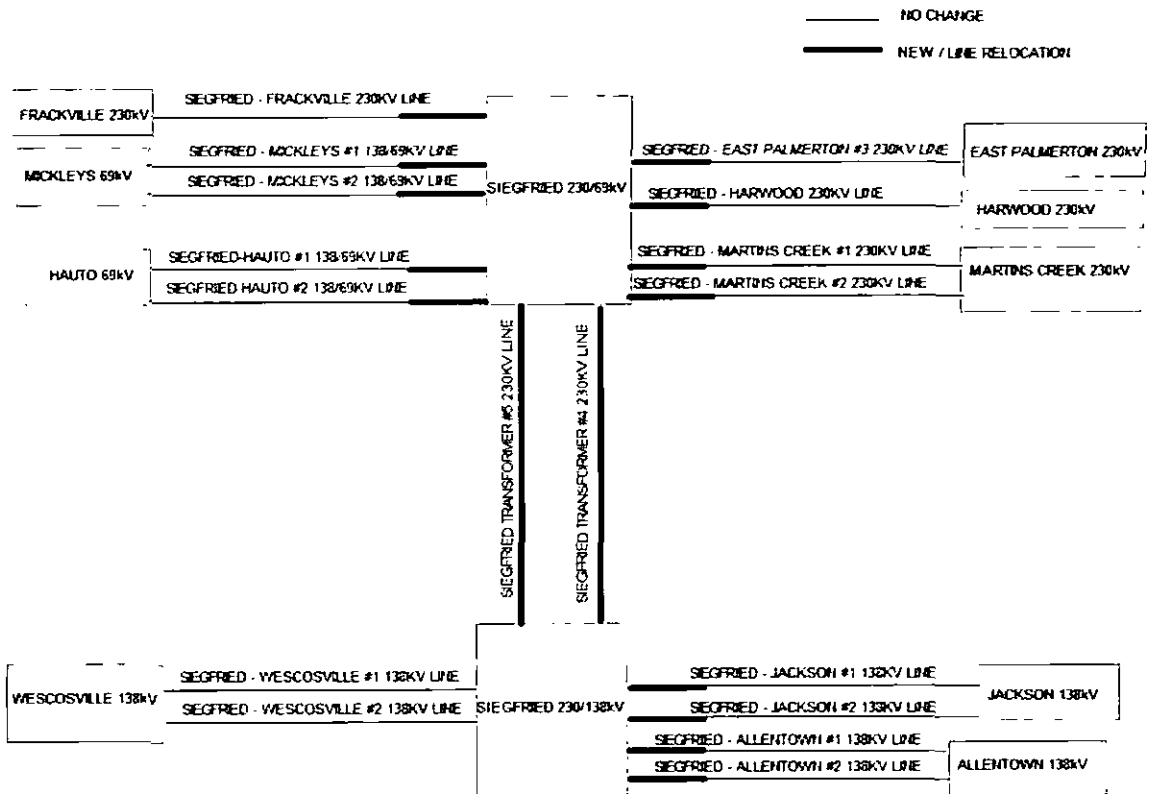 NO CHANGE
NEW / LINE RELOCATION
SIEGFRIED - FRACKVILLE 230KV LINE
FRACKVILLE 230kV
SIEGFRIED - MICKLEYS #1 138/69KV LINE
MICKLEYS 69kV
SIEGFRIED - MICKLEYS #2 138/69KV LINE
SIEGFRIED 230/69kV
SIEGFRIED - EAST PALMERTON #3 230KV LINE
EAST PALMERTON 230kV
SIEGFRIED - HARWOOD 230KV LINE
HARWOOD 230kV
SIEGFRIED-HAUTO #1 138/69KV LINE
HAUTO 69kV
SIEGFRIED HAUTO #2 138/69KV LINE
SIEGFRIED - MARTINS CREEK #1 230KV LINE
MARTINS CREEK 230kV
SIEGFRIED - MARTINS CREEK #2 230KV LINE
SIEGFRIED TRANSFORMER #5 230KV LINE
SIEGFRIED TRANSFORMER #4 230KV LINE
SIEGFRIED - WESCOSVILLE #1 138KV LINE
WESCOSVILLE 138kV
SIEGFRIED - WESCOSVILLE #2 138KV LINE
SIEGFRIED 230/138kV
SIEGFRIED - JACKSON #1 138KV LINE
JACKSON 138kV
SIEGFRIED - JACKSON #2 138KV LINE
SIEGFRIED - ALLENTOWN #1 138KV LINE
ALLENTOWN 138kV
SIEGFRIED - ALLENTOWN #2 138KV LINE